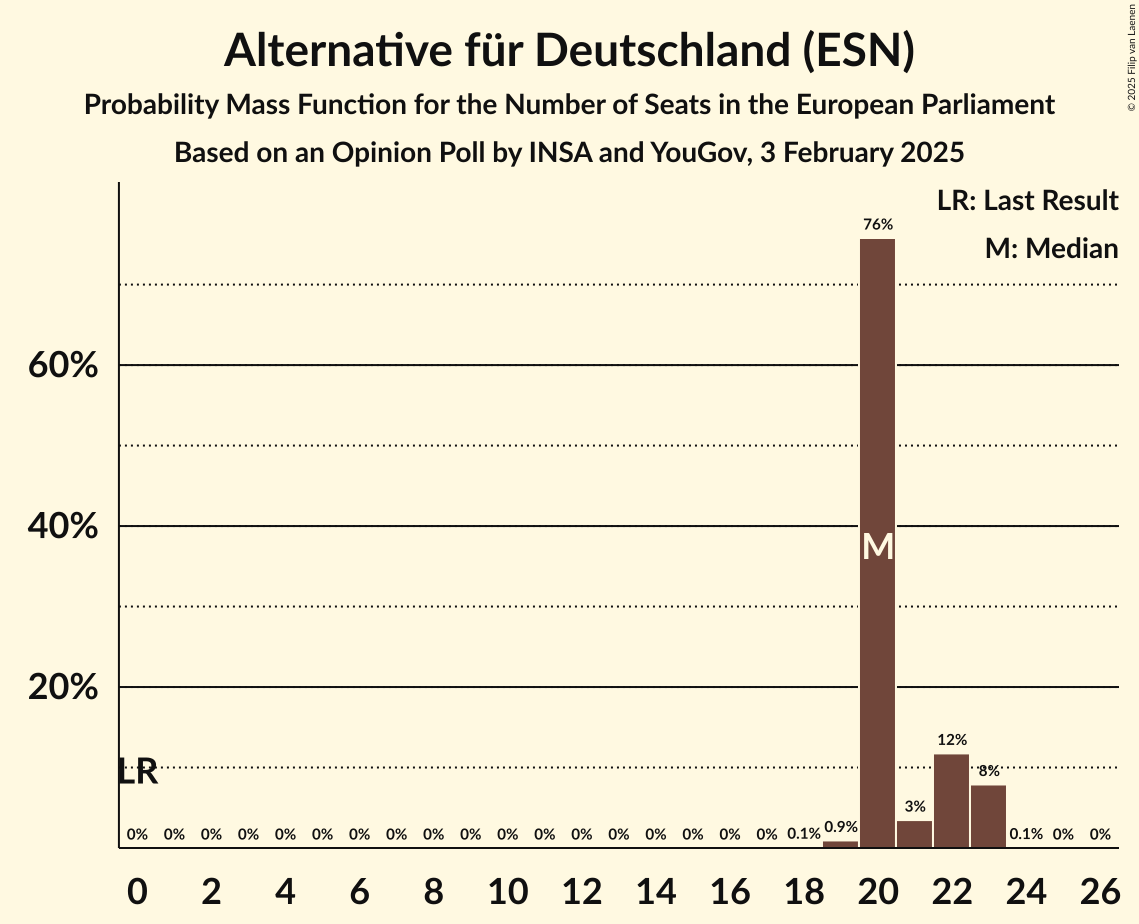 Alternative für Deutschland (ESN)
Probability Mass Function for the Number of Seats in the European Parliament
Based on an Opinion Poll by INSA and YouGov, 3 February 2025
© 2025 Filip van Laenen
LR: Last Result
M: Median
60%
40%
20%
76%
M
12%
8%
3%
LR
0% 0% 0% 0% 0% 0% 0% 0% 0% 0% 0% 0% 0% 0% 0% 0% 0% 0% 0.1% 0.9% 0.1% 0% 0%
0 2 4 6 8 10 12 14 16 18 20 22 24 26